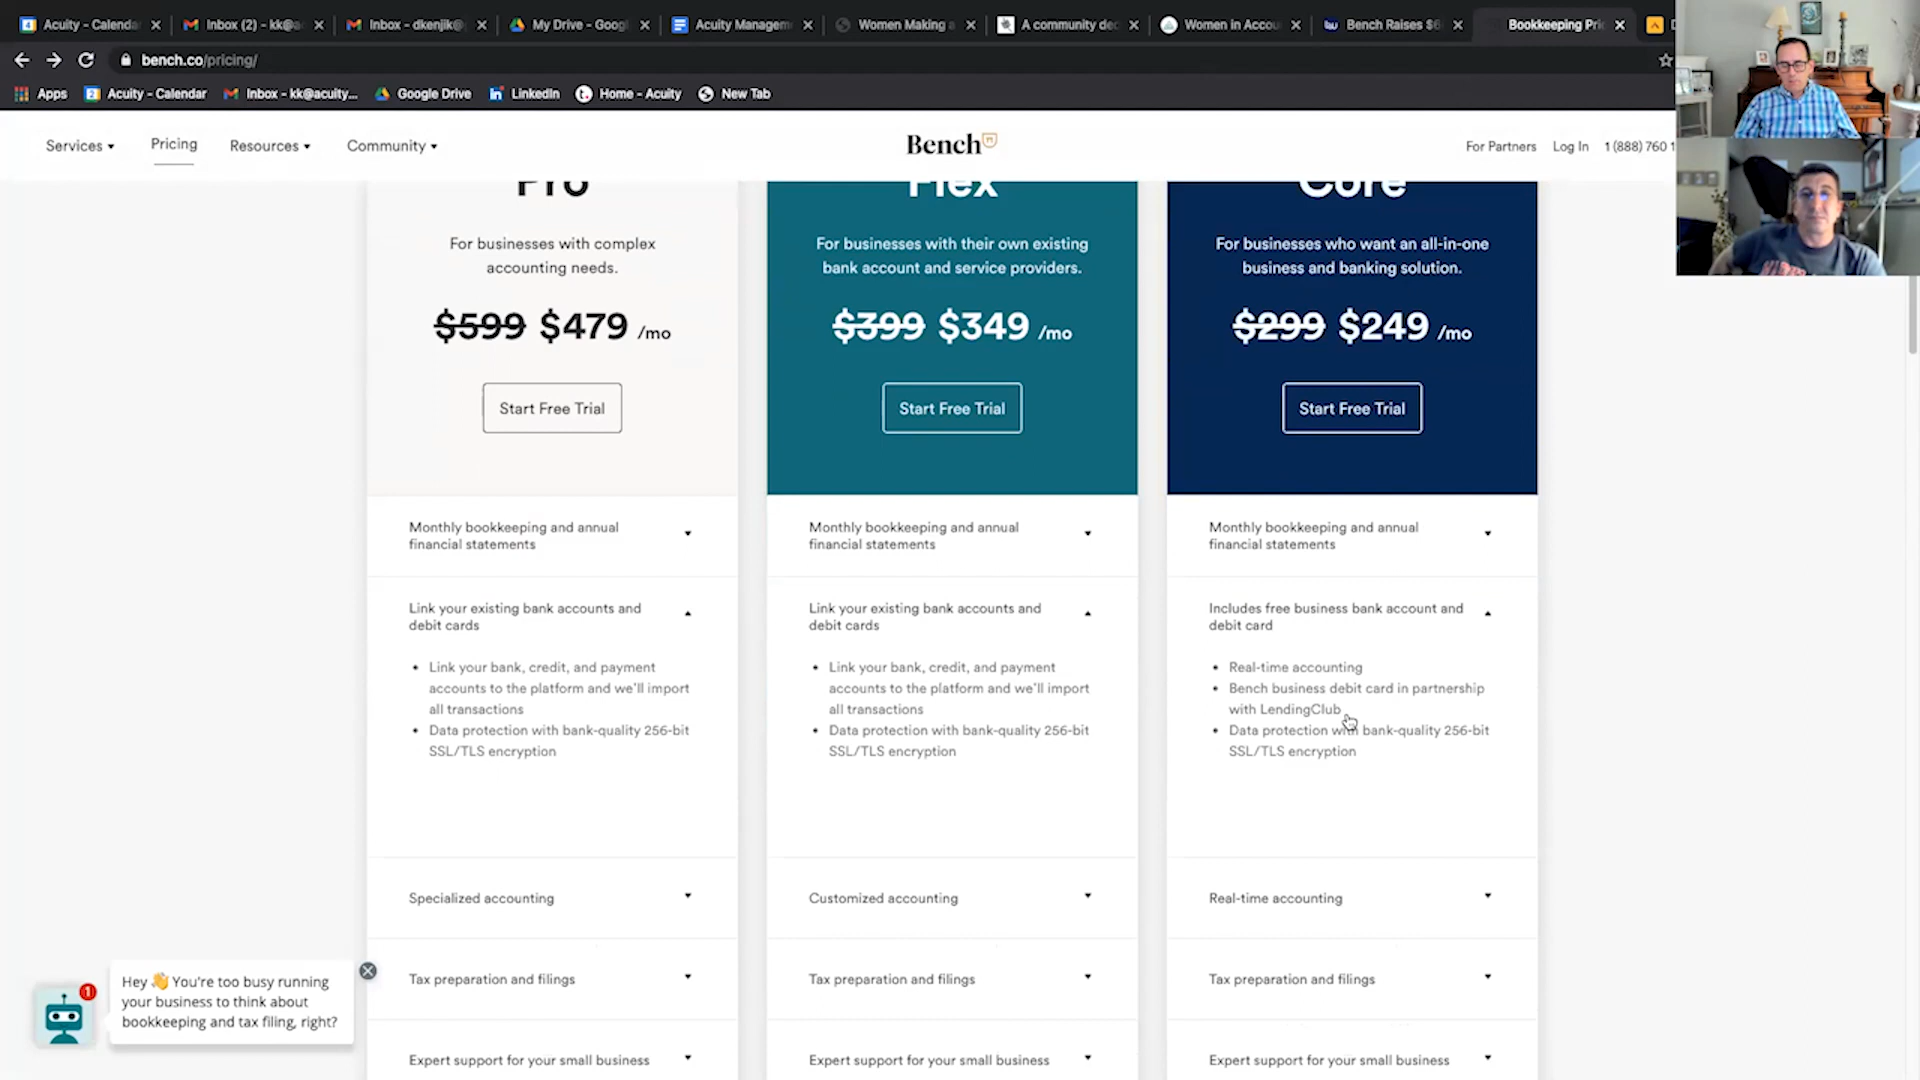 Acuity - Calenda
Inbox (2) - kk@a
Inbox - dkenjik@
My Drive - Googl
Acuity Managem
Women Making a
A community dec
Women in Accou
Bench Raises $6
Bookkeeping Pri
bench.co/pricing/
Apps
Acuity - Calendar
Inbox - kk@acuity...
Google Drive
LinkedIn
Home - Acuity
New Tab
Services
Pricing
Resources
Community
Bench
For Partners
Log In
1 (888) 760 1
Pro
For businesses with complex
accounting needs.
$599 $479 /mo
Start Free Trial
Monthly bookkeeping and annual
financial statements
Link your existing bank accounts and
debit cards
• Link your bank, credit, and payment
accounts to the platform and we'll import
all transactions
• Data protection with bank-quality 256-bit
SSL/TLS encryption
Specialized accounting
Tax preparation and filings
Expert support for your small business
Flex
For businesses with their own existing
bank account and service providers.
$399 $349 /mo
Start Free Trial
Monthly bookkeeping and annual
financial statements
Link your existing bank accounts and
debit cards
• Link your bank, credit, and payment
accounts to the platform and we'll import
all transactions
• Data protection with bank-quality 256-bit
SSL/TLS encryption
Customized accounting
Tax preparation and filings
Expert support for your small business
Core
For businesses who want an all-in-one
business and banking solution.
$299 $249 /mo
Start Free Trial
Monthly bookkeeping and annual
financial statements
Includes free business bank account and
debit card
• Real-time accounting
• Bench business debit card in partnership
with LendingClub
• Data protection with bank-quality 256-bit
SSL/TLS encryption
Real-time accounting
Tax preparation and filings
Expert support for your small business
1
Hey 👋 You're too busy running
your business to think about
bookkeeping and tax filing, right?